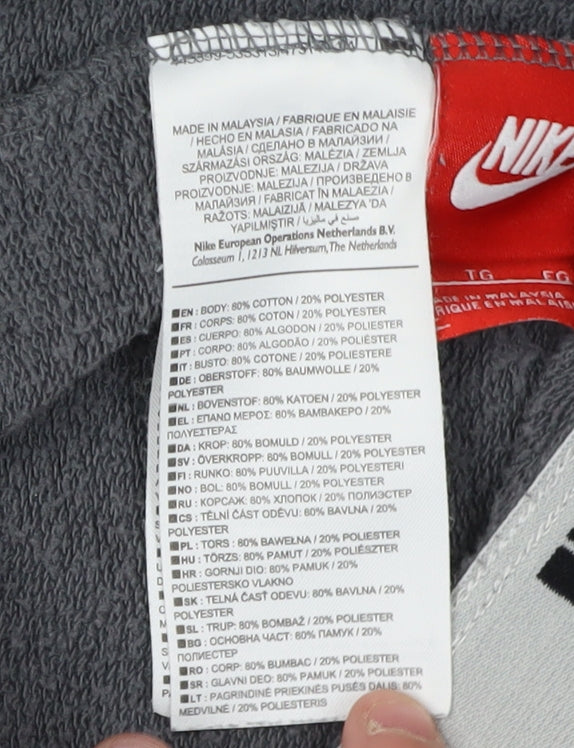 MADE IN MALAYSIA / FABRIQUE EN MALAISIE
/ HECHO EN MALASIA / FABRICADO NA
MALÁSIA / СДЕЛАНО В МАЛАЙЗИИ /
SZÁRMAZÁSI ORSZÁG: MALÉZIA / ZEMLJA
PROIZVODNJE: MALEZIJA / DRŽAVA
PROIZVODNJE: MALEZIJA / ПРОИЗВЕДЕНО В
МАЛАЙЗИЯ / FABRICAT ÎN MALAEZIA /
RAŽOTS: MALAIZIJĀ / MALEZYA 'DA
YAPILMIŞTIR / صنع في ماليزيا
Nike European Operations Netherlands B.V.
Colosseum 1, 1213 NL Hilversum, The Netherlands
EN : BODY: 80% COTTON / 20% POLYESTER
FR : CORPS: 80% COTON / 20% POLYESTER
ES : CUERPO: 80% ALGODON / 20% POLIESTER
PT : CORPO: 80% ALGODÃO / 20% POLIÉSTER
IT : BUSTO: 80% COTONE / 20% POLIESTERE
DE : OBERSTOFF: 80% BAUMWOLLE / 20%
POLYESTER
NL : BOVENSTOF: 80% KATOEN / 20% POLYESTER
EL : ΕΠΑΝΩ ΜΕΡΟΣ: 80% ΒΑΜΒΑΚΕΡΟ / 20%
ΠΟΛΥΕΣΤΕΡΑΣ
DA : KROP: 80% BOMULD / 20% POLYESTER
SV : ÖVERKROPP: 80% BOMULL / 20% POLYESTER
FI : RUNKO: 80% PUUVILLA / 20% POLYESTERI
NO : BOL: 80% BOMULL / 20% POLYESTER
RU : КОРСАЖ: 80% ХЛОПОК / 20% ПОЛИЭСТЕР
CS : TĚLNÍ ČÁST ODĚVU: 80% BAVLNA / 20%
POLYESTER
PL : TORS : 80% BAWEŁNA / 20% POLIESTER
HU : TÖRZS: 80% PAMUT / 20% POLIÉSZTER
HR : GORNJI DIO: 80% PAMUK / 20%
POLIESTERSKO VLAKNO
SK : TELNÁ ČASŤ ODEVU: 80% BAVLNA / 20%
POLYESTER
SL : TRUP: 80% BOMBAŽ / 20% POLIESTER
BG : ОСНОВНА ЧАСТ: 80% ПАМУК / 20%
ПОЛИЕСТЕР
RO : CORP: 80% BUMBAC / 20% POLIESTER
SR : GLAVNI DEO: 80% PAMUK / 20% POLIESTER
LT : PAGRINDINĖ PRIEKINĖS PUSĖS DALIS: 80%
MEDVILNĖ / 20% POLIESTERIS
NIKE
TG EG
MADE IN MALAYSIA
FABRIQUE EN MALAIS